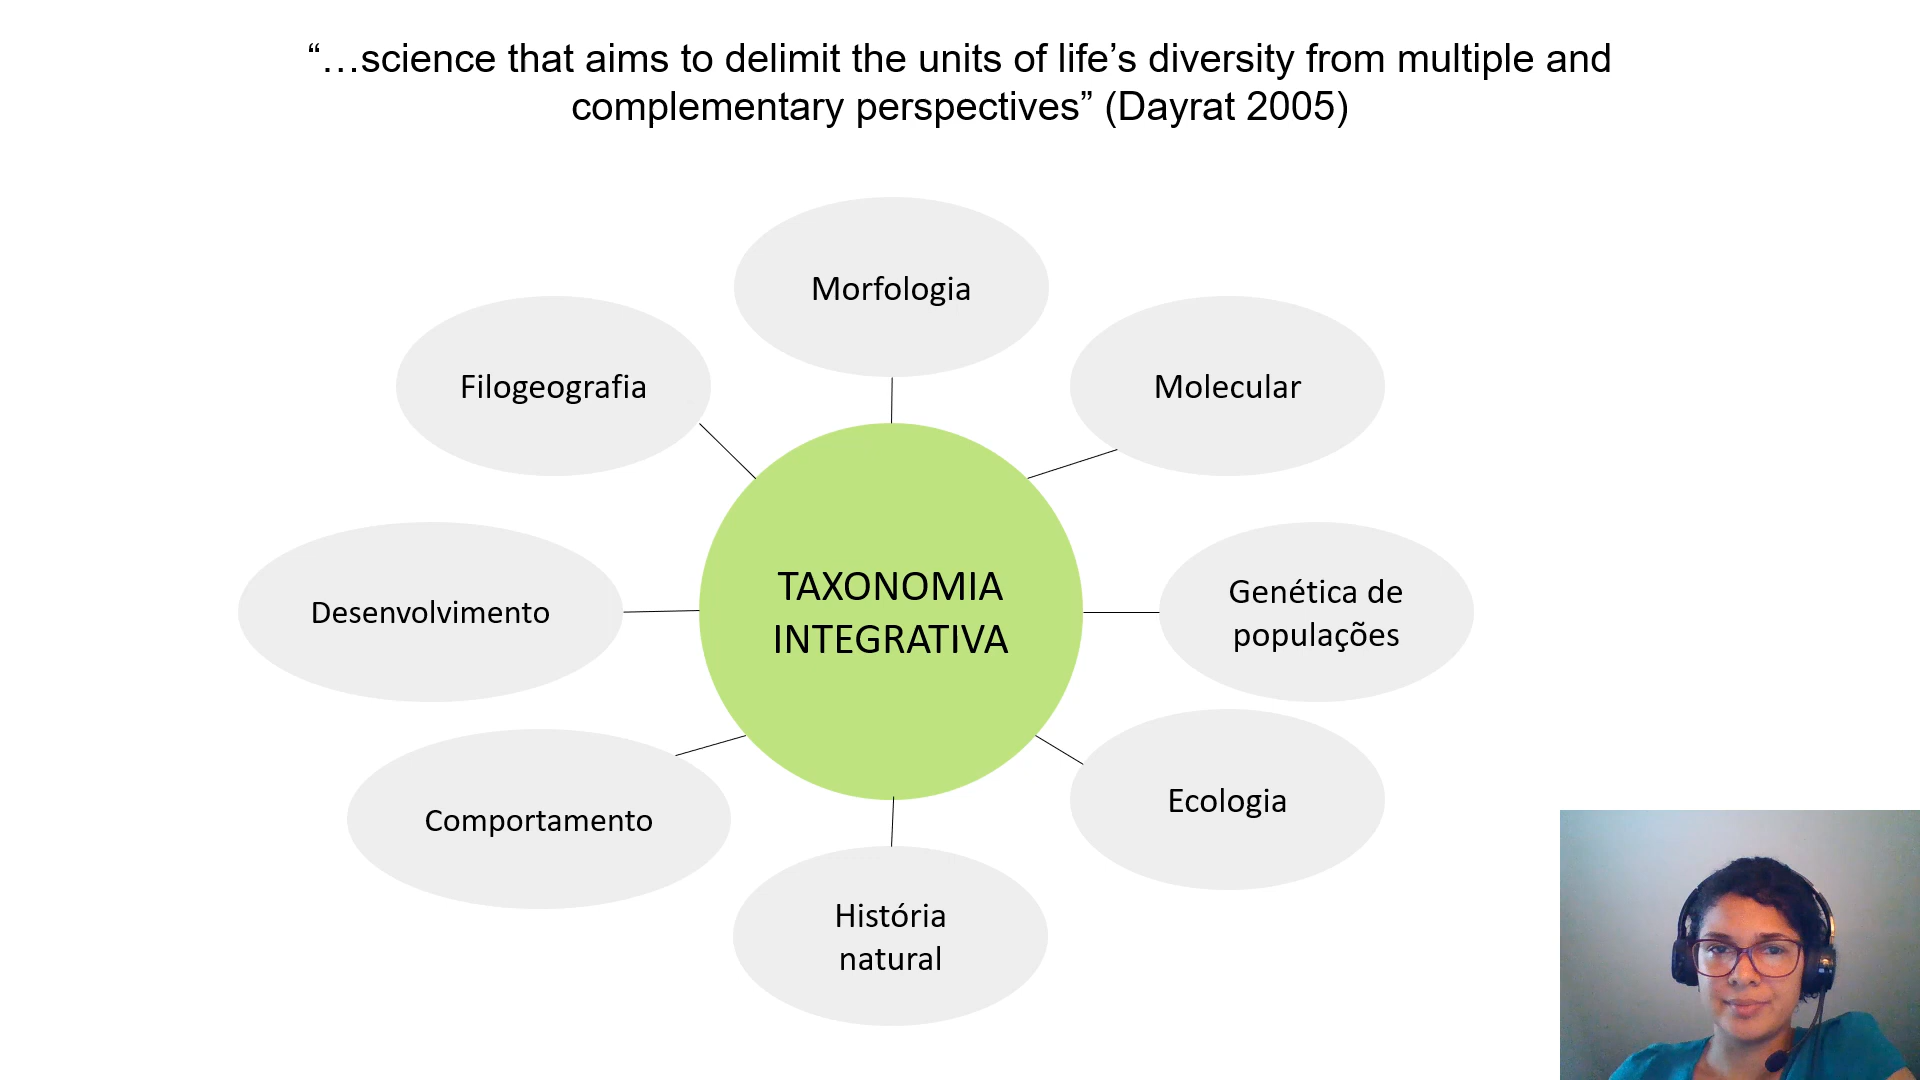 “…science that aims to delimit the units of life’s diversity from multiple and
complementary perspectives” (Dayrat 2005)
Morfologia
Filogeografia
Molecular
TAXONOMIA
INTEGRATIVA
Desenvolvimento
Genética de
populações
Comportamento
Ecologia
História
natural